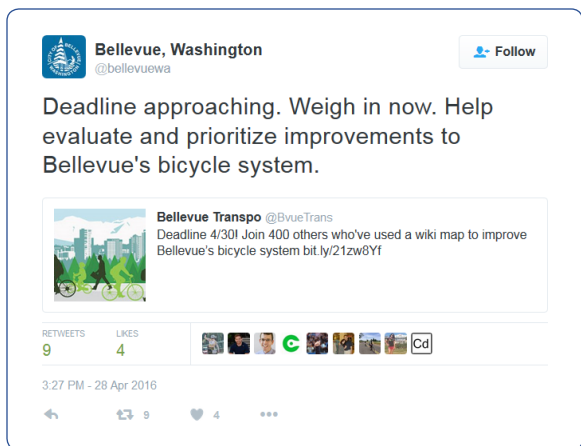 Bellevue, Washington
@bellevuewa
Follow
Deadline approaching. Weigh in now. Help
evaluate and prioritize improvements to
Bellevue's bicycle system.
Bellevue Transpo @BvueTrans
Deadline 4/30! Join 400 others who've used a wiki map to improve
Bellevue's bicycle system bit.ly/21zw8Yf
RETWEETS LIKES
9 4
Cd
3:27 PM - 28 Apr 2016
9 4